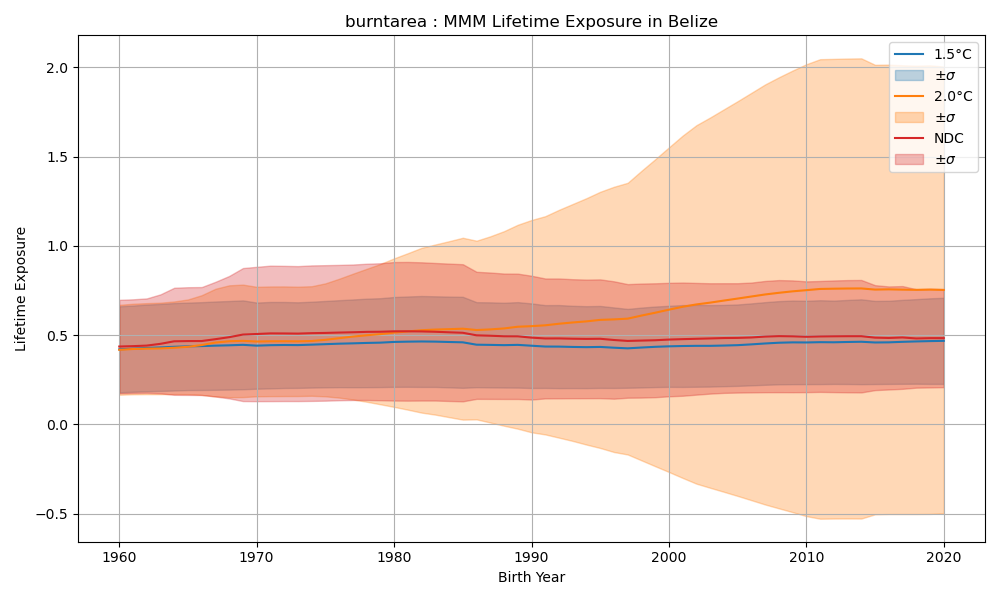 burntarea : MMM Lifetime Exposure in Belize
Lifetime Exposure
2.0
1.5
1.0
0.5
0.0
−0.5
1.5°C
±σ
2.0°C
±σ
NDC
±σ
1960 1970 1980 1990 2000 2010 2020
Birth Year